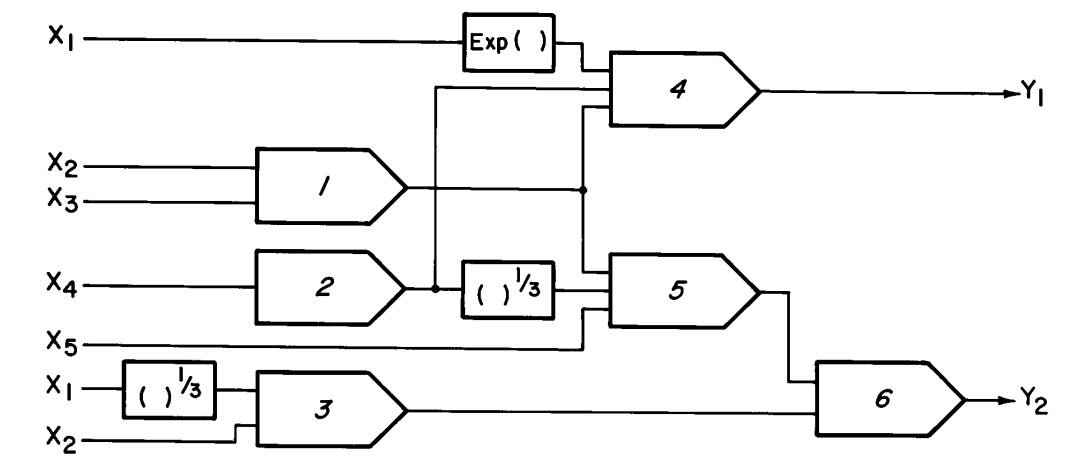 X₁
Exp( )
4
Y₁
X₂
1
X₃
X₄
2
( )^1/3
5
X₅
X₁
( )^1/3
3
6
Y₂
X₂